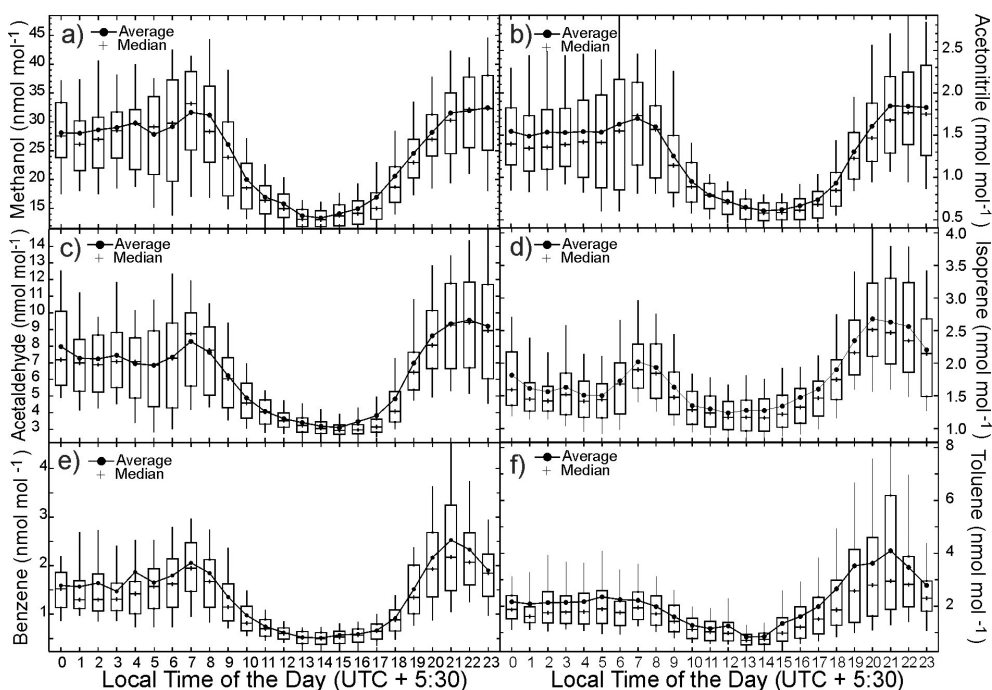 a)
Average
Median
Methanol (nmol mol-1)
45
40
35
30
25
20
15
b)
Average
Median
Acetonitrile (nmol mol-1)
2.5
2.0
1.5
1.0
0.5
c)
Average
Median
Acetaldehyde (nmol mol-1)
14
13
12
11
10
9
8
7
6
5
4
3
d)
Average
Median
Isoprene (nmol mol-1)
4.0
3.5
3.0
2.5
2.0
1.5
1.0
e)
Average
Median
Benzene (nmol mol -1)
4
3
2
1
f)
Average
Median
Toluene (nmol mol -1)
8
6
4
2
0 1 2 3 4 5 6 7 8 9 10 11 12 13 14 15 16 17 18 19 20 21 22 23
Local Time of the Day (UTC + 5:30)
0 1 2 3 4 5 6 7 8 9 10 11 12 13 14 15 16 17 18 19 20 21 22 23
Local Time of the Day (UTC + 5:30)